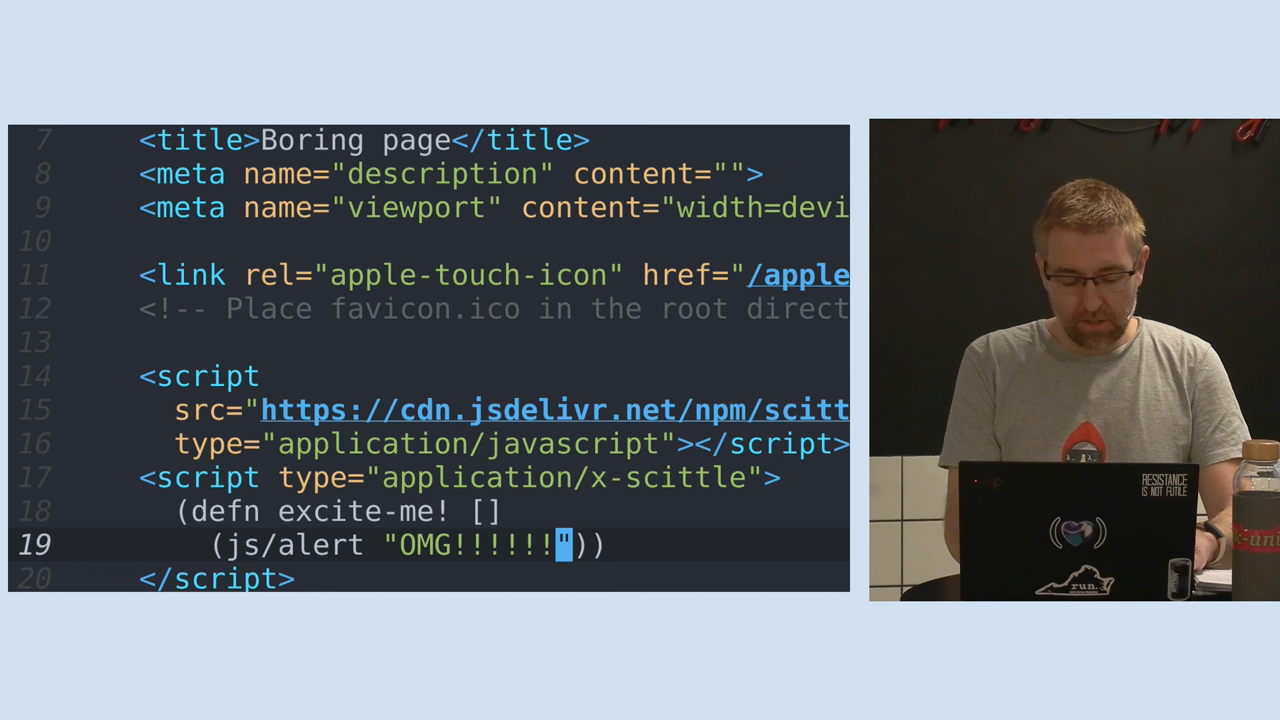 7 <title>Boring page</title>
8 <meta name="description" content="">
9 <meta name="viewport" content="width=devi
10
11 <link rel="apple-touch-icon" href="/apple
12 <!-- Place favicon.ico in the root direct
13
14 <script
15 src="https://cdn.jsdelivr.net/npm/scitt
16 type="application/javascript"></script>
17 <script type="application/x-scittle">
18 (defn excite-me! []
19 (js/alert "OMG!!!!!!"))
20 </script>
RESISTANCE
IS NOT FUTILE
run.